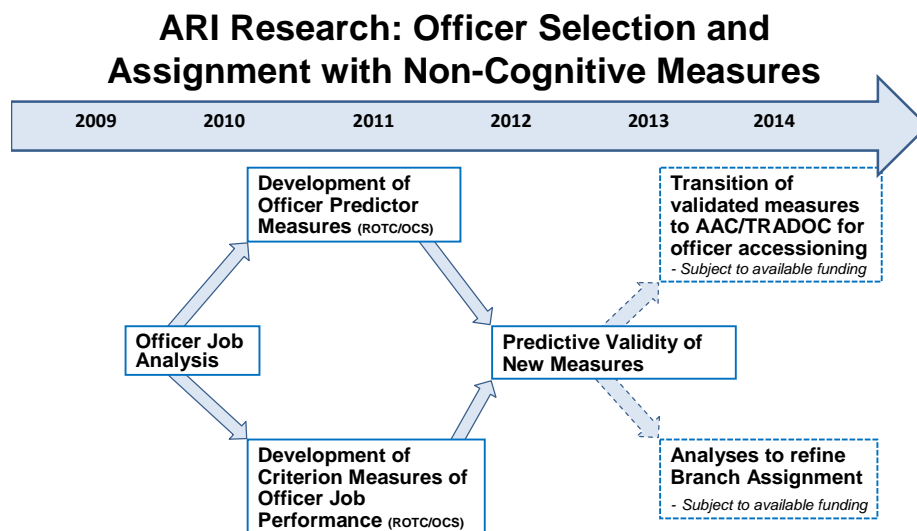 ARI Research: Officer Selection and
Assignment with Non-Cognitive Measures
2009 2010 2011 2012 2013 2014
Development of
Officer Predictor
Measures (ROTC/OCS)
Transition of
validated measures
to AAC/TRADOC for
officer accessioning
- Subject to available funding
Officer Job
Analysis
Predictive Validity of
New Measures
Development of
Criterion Measures of
Officer Job
Performance (ROTC/OCS)
Analyses to refine
Branch Assignment
- Subject to available funding